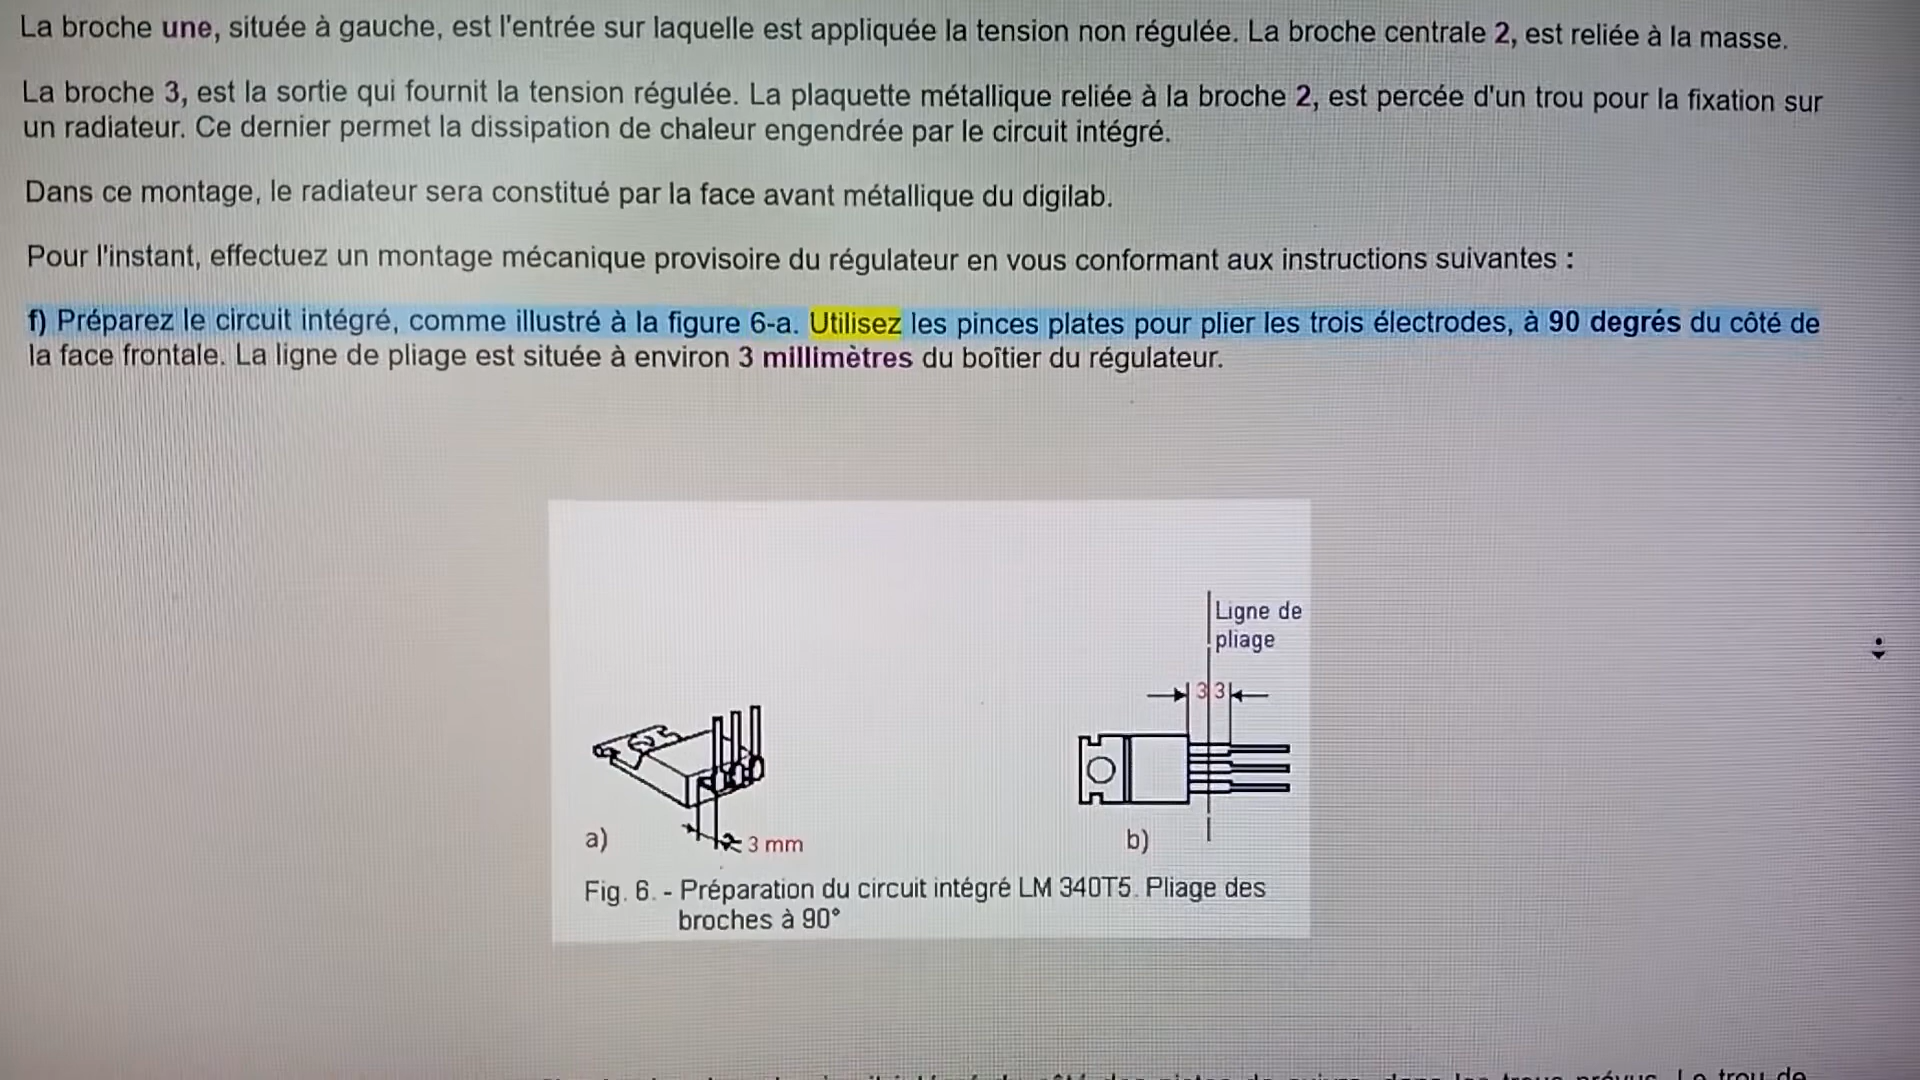 La broche une, située à gauche, est l'entrée sur laquelle est appliquée la tension non régulée. La broche centrale 2, est reliée à la masse.
La broche 3, est la sortie qui fournit la tension régulée. La plaquette métallique reliée à la broche 2, est percée d'un trou pour la fixation sur
un radiateur. Ce dernier permet la dissipation de chaleur engendrée par le circuit intégré.
Dans ce montage, le radiateur sera constitué par la face avant métallique du digilab.
Pour l'instant, effectuez un montage mécanique provisoire du régulateur en vous conformant aux instructions suivantes :
f) Préparez le circuit intégré, comme illustré à la figure 6-a. Utilisez les pinces plates pour plier les trois électrodes, à 90 degrés du côté de
la face frontale. La ligne de pliage est située à environ 3 millimètres du boîtier du régulateur.
Ligne de
pliage
3 3
a)
3 mm
b)
Fig. 6. - Préparation du circuit intégré LM 340T5. Pliage des
broches à 90°